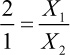 2/1 = X₁/X₂